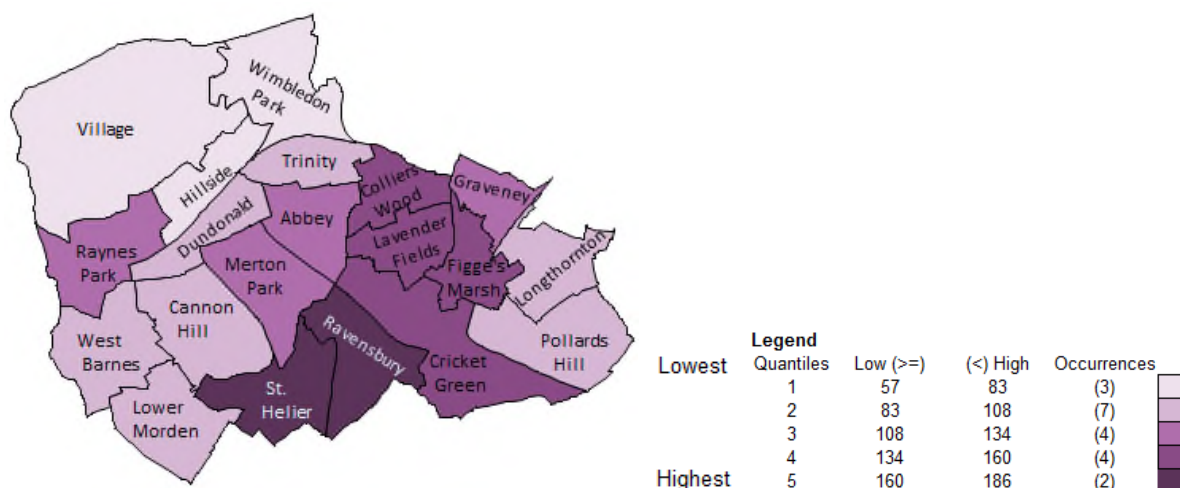 Wimbledon
Park
Village
Trinity
Hillside
Colliers
Wood
Graveney
Dundonald
Abbey
Lavender
Fields
Raynes
Park
Merton
Park
Figge's
Marsh
Longthornton
Cannon
Hill
West
Barnes
Ravensbury
Cricket
Green
Pollards
Hill
St.
Helier
Lower
Morden
Legend
Lowest Quantiles Low (>=) (<) High Occurrences
1 57 83 (3)
2 83 108 (7)
3 108 134 (4)
4 134 160 (4)
Highest 5 160 186 (2)